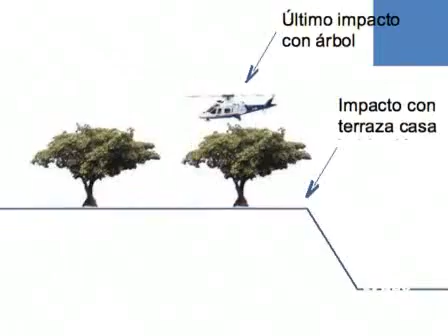 Último impacto
con árbol
Impacto con
terraza casa